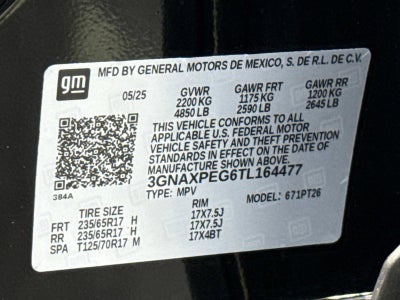 gm
MFD BY GENERAL MOTORS DE MEXICO, S. DE R.L. DE C.V.
05/25 GVWR GAWR FRT GAWR RR
2200 KG 1175 KG 1200 KG
4850 LB 2590 LB 2645 LB
THIS VEHICLE CONFORMS TO ALL
APPLICABLE U.S. FEDERAL MOTOR
VEHICLE SAFETY AND THEFT PREVENTION
STANDARDS IN EFFECT ON THE DATE OF
MANUFACTURE SHOWN ABOVE.
3GNAXPEG6TL164477
384A TYPE: MPV MODEL: 671PT26
TIRE SIZE RIM
FRT 235/65R17 H 17X7.5J
RR 235/65R17 H 17X7.5J
SPA T125/70R17 M 17X4BT